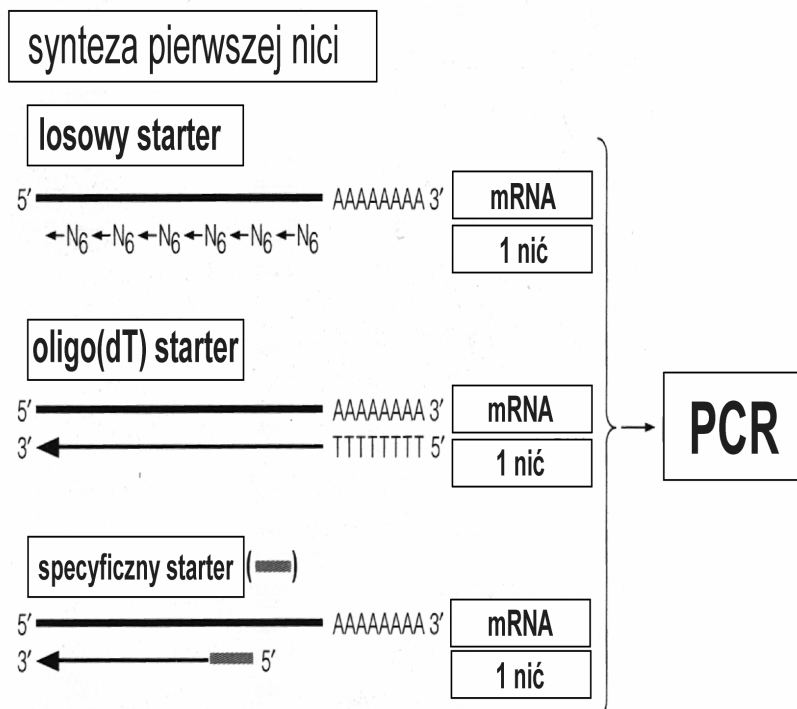 synteza pierwszej nici
losowy starter
5′ AAAAAAAA 3′ mRNA
N6 N6 N6 N6 N6 N6 1 nić
oligo(dT) starter
5′ AAAAAAAA 3′ mRNA
3′ TTTTTTTT 5′ 1 nić
PCR
specyficzny starter ( )
5′ AAAAAAAA 3′ mRNA
3′ 5′ 1 nić